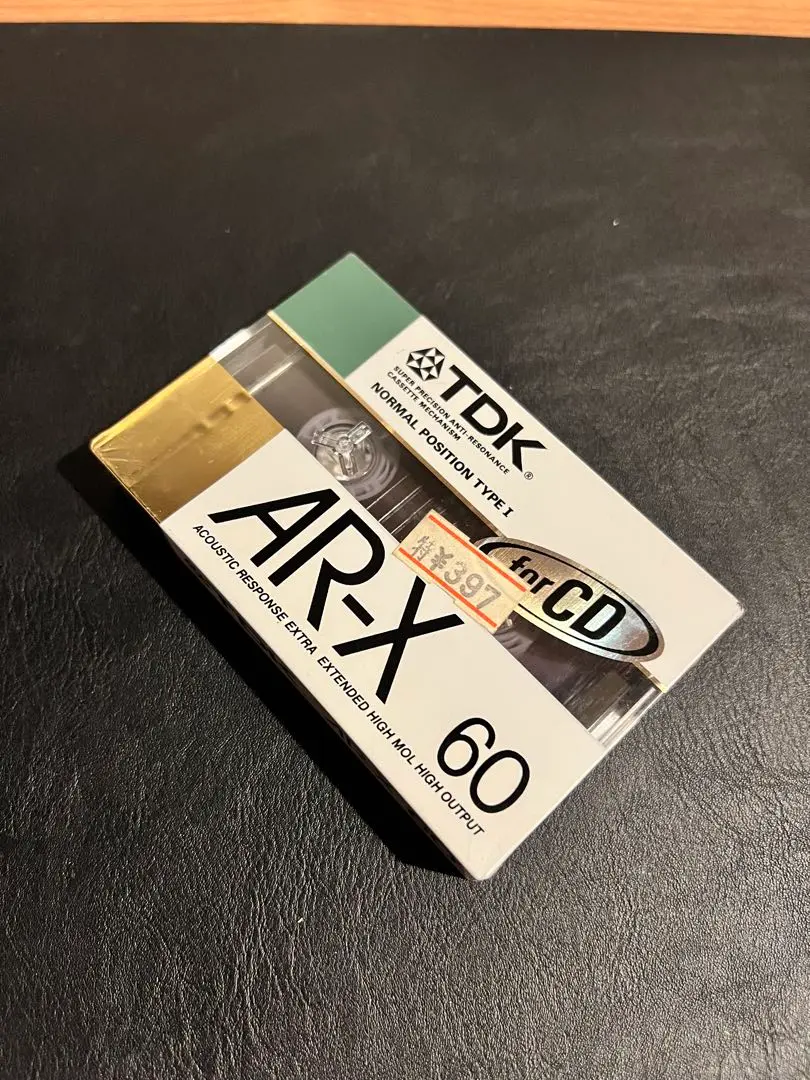 TDK®
SUPER PRECISION ANTI-RESONANCE
CASSETTE MECHANISM
NORMAL POSITION TYPE I
for CD
特¥397
AR-X
60
ACOUSTIC RESPONSE EXTRA EXTENDED HIGH MOL HIGH OUTPUT